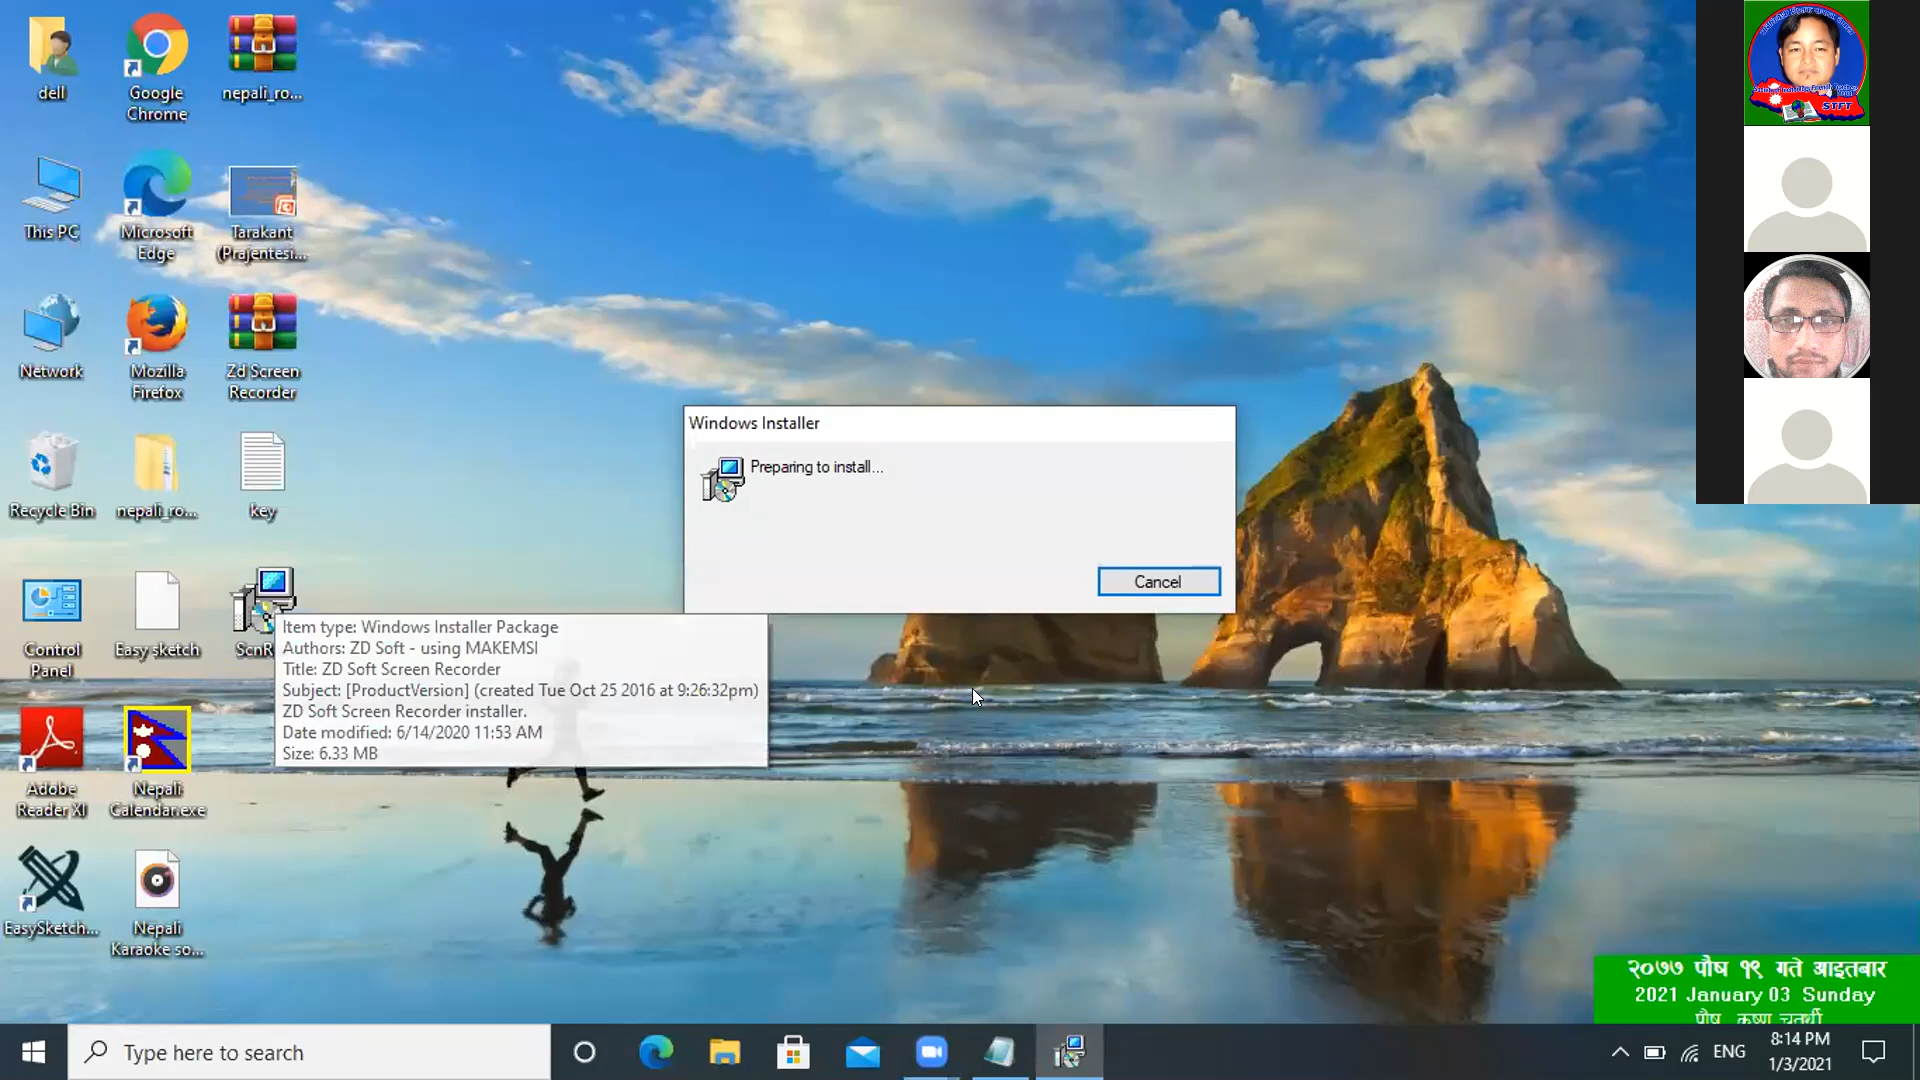 dell
Google
Chrome
nepali_ro...
This PC
Microsoft
Edge
Tarakant
(Prajentesi...
Network
Mozilla
Firefox
Zd Screen
Recorder
Recycle Bin
nepali_ro...
key
Control
Panel
Easy sketch
ScnR
Adobe
Reader XI
Nepali
Calendar.exe
EasySketch...
Nepali
Karaoke so...
Windows Installer
Preparing to install...
Cancel
Item type: Windows Installer Package
Authors: ZD Soft - using MAKEMSI
Title: ZD Soft Screen Recorder
Subject: [ProductVersion] (created Tue Oct 25 2016 at 9:26:32pm)
ZD Soft Screen Recorder installer.
Date modified: 6/14/2020 11:53 AM
Size: 6.33 MB
STFT
२०७७ पौष १९ गते आइतबार
2021 January 03 Sunday
पौष कृष्ण चतुर्थी
Type here to search
ENG
8:14 PM
1/3/2021